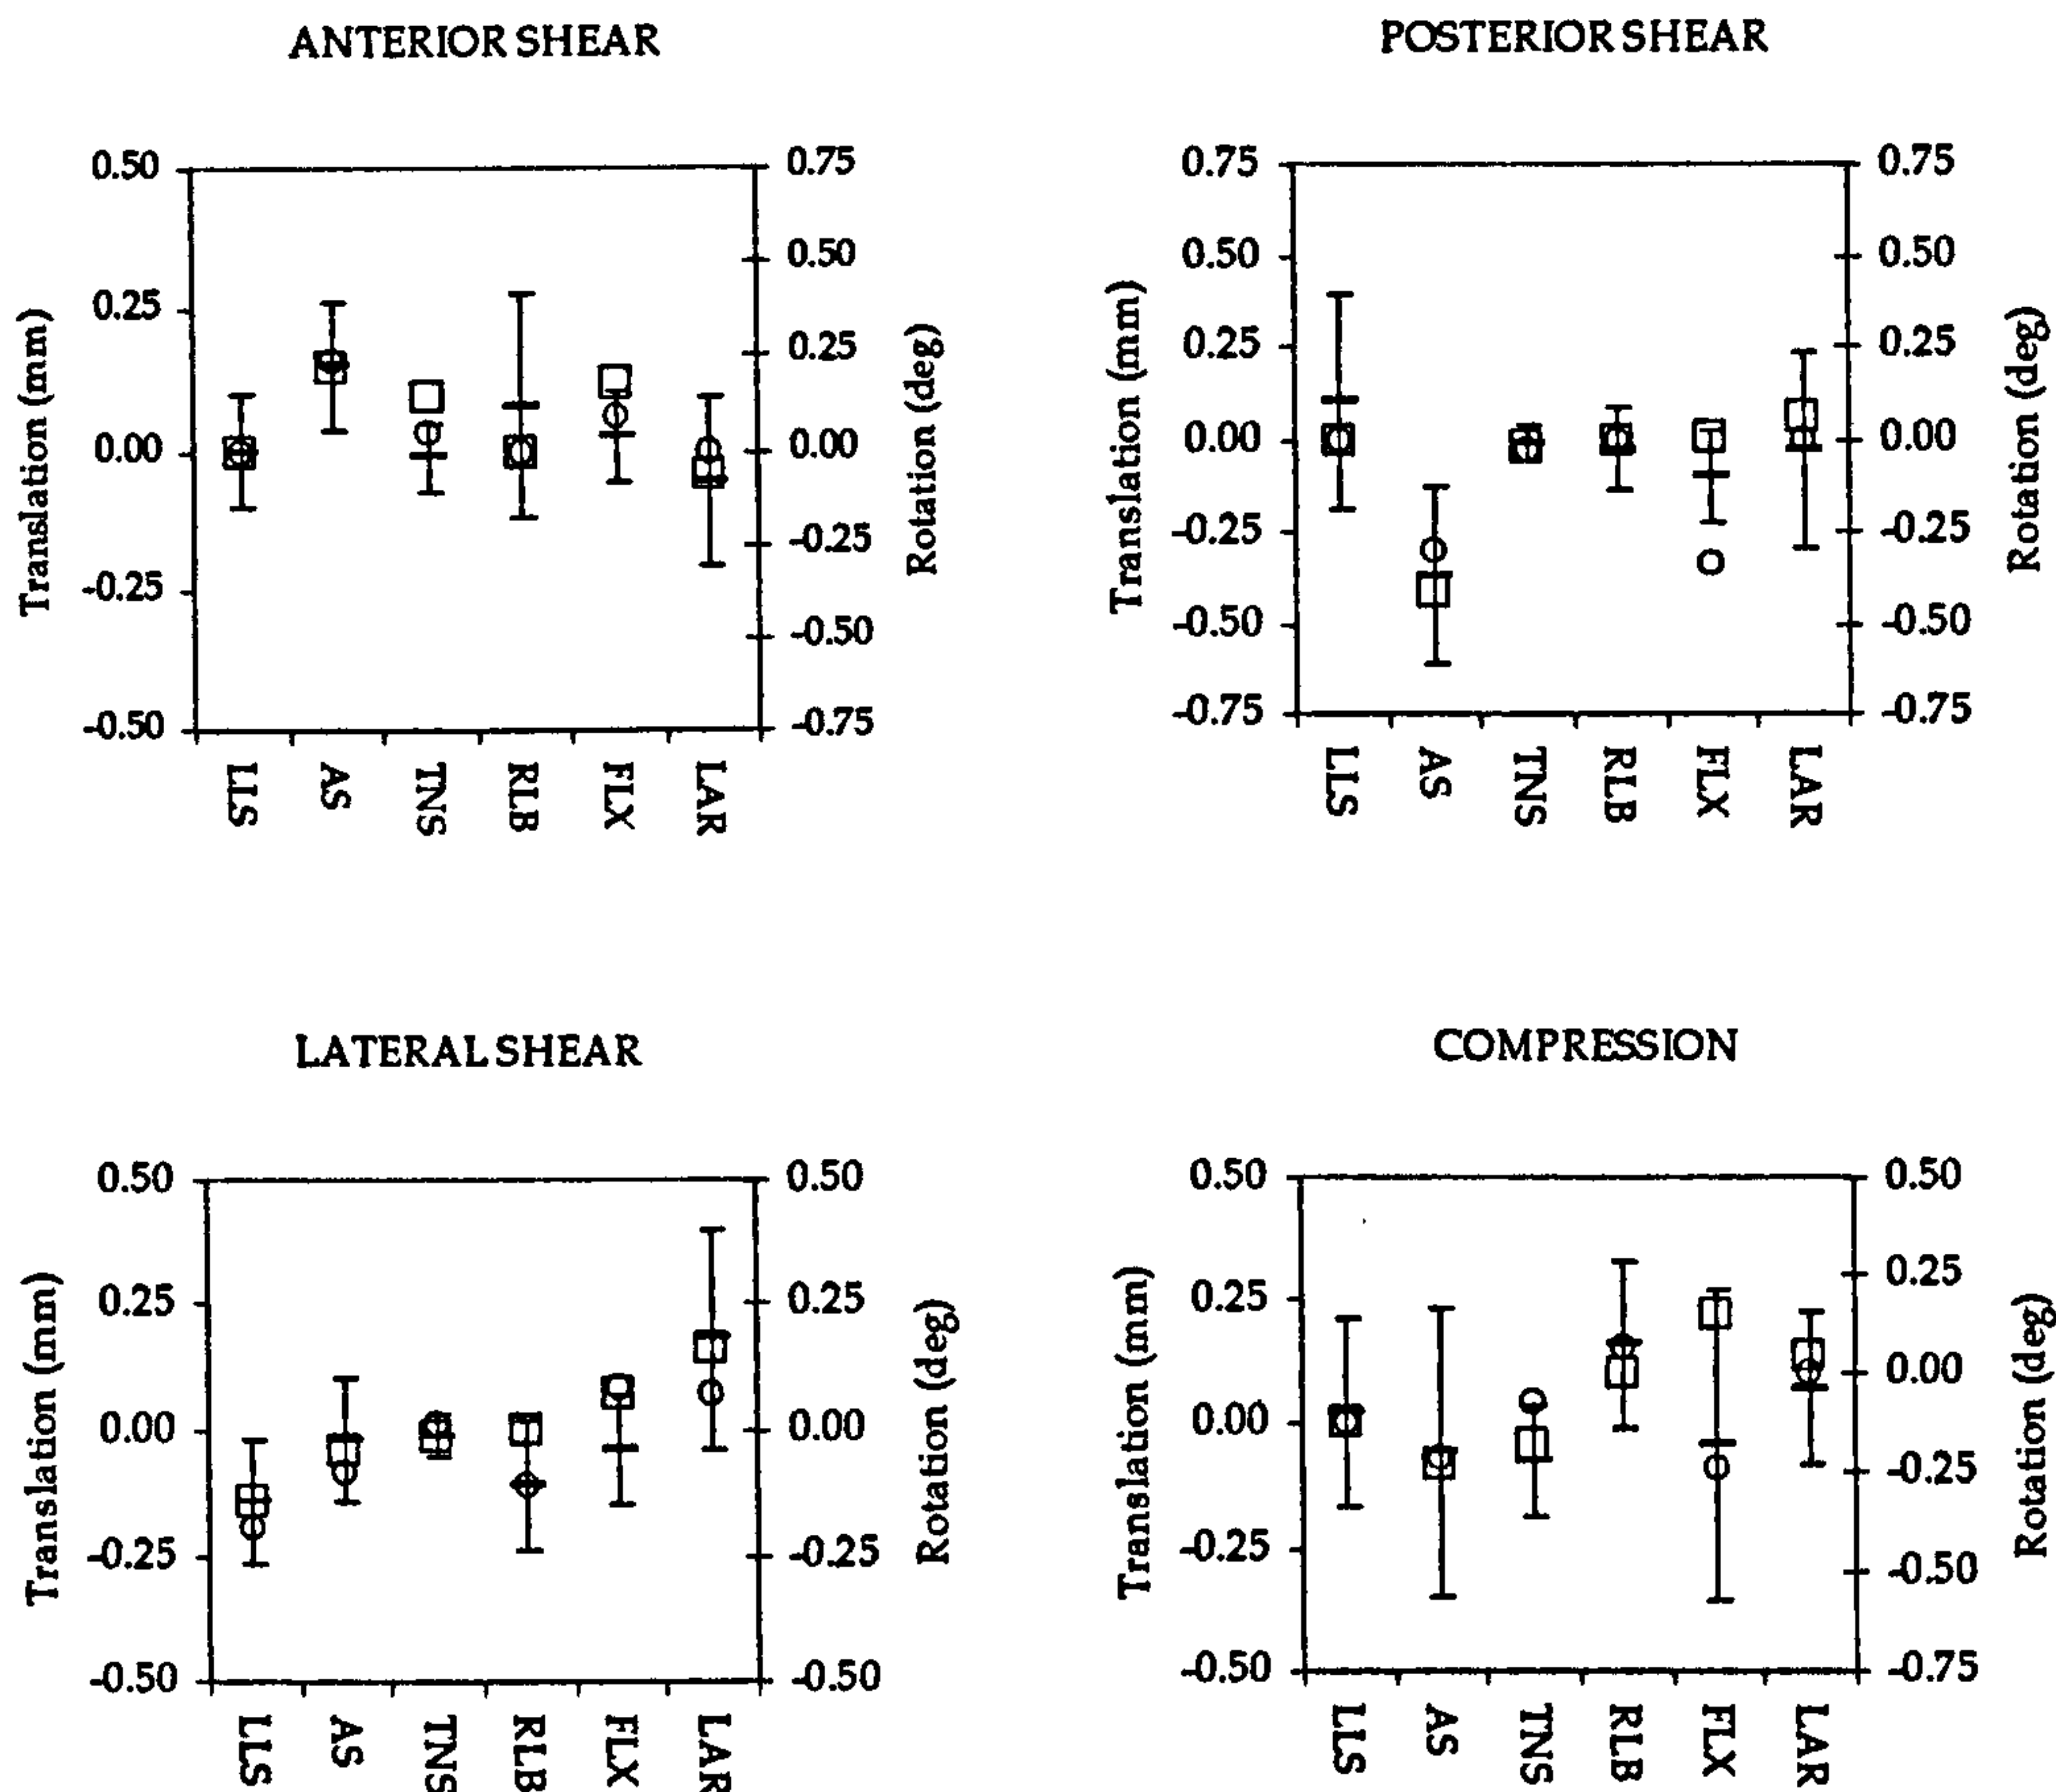 ANTERIOR SHEAR
0.50
0.25
0.00
-0.25
-0.50
Translation (mm)
0.75
0.50
0.25
0.00
-0.25
-0.50
-0.75
Rotation (deg)
LLS
AS
TNS
RLB
FLX
LAR
POSTERIOR SHEAR
0.75
0.50
0.25
0.00
-0.25
-0.50
-0.75
Translation (mm)
0.75
0.50
0.25
0.00
-0.25
-0.50
-0.75
Rotation (deg)
LLS
AS
TNS
RLB
FLX
LAR
LATERAL SHEAR
0.50
0.25
0.00
-0.25
-0.50
Translation (mm)
0.50
0.25
0.00
-0.25
-0.50
Rotation (deg)
LLS
AS
TNS
RLB
FLX
LAR
COMPRESSION
0.50
0.25
0.00
-0.25
-0.50
Translation (mm)
0.50
0.25
0.00
-0.25
-0.50
-0.75
Rotation (deg)
LLS
AS
TNS
RLB
FLX
LAR